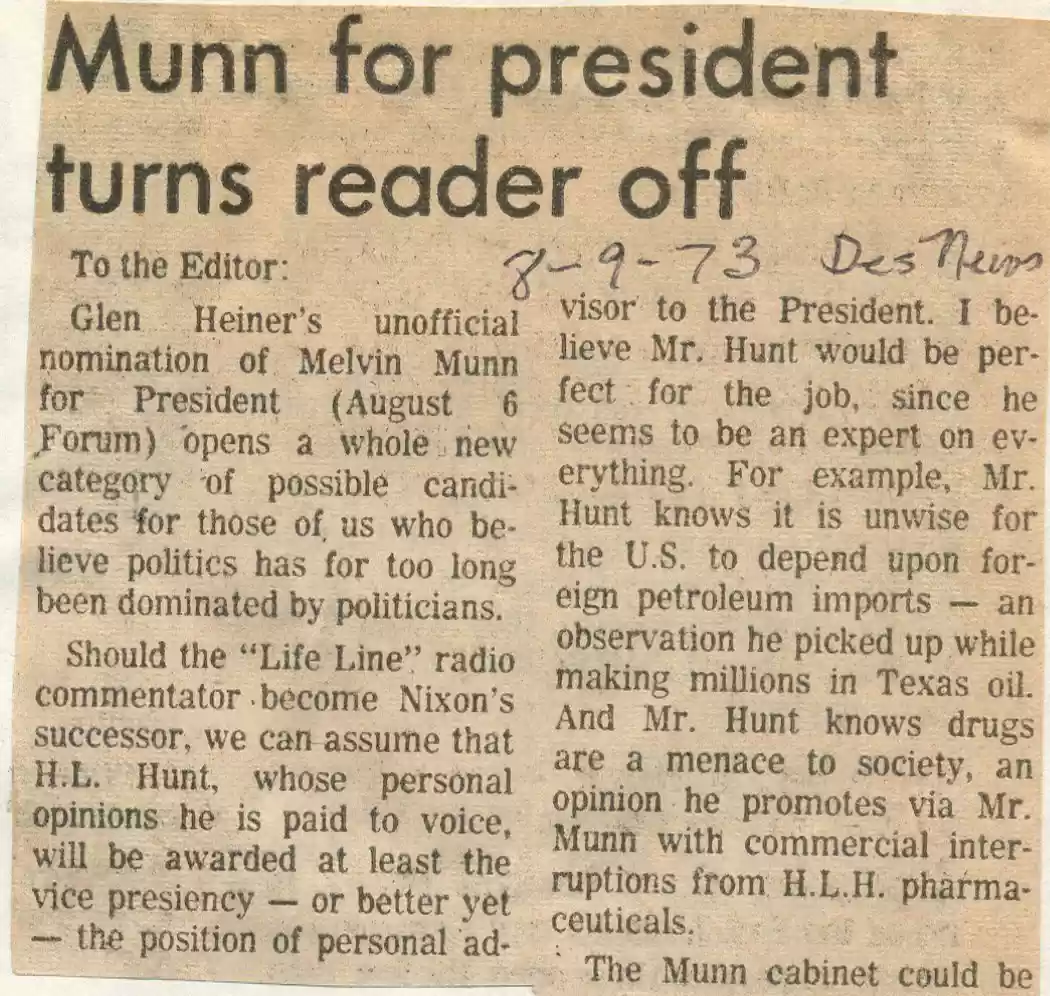 Munn for president
turns reader off
8-9-73 Des News
To the Editor:
Glen Heiner's unofficial
nomination of Melvin Munn
for President (August 6
Forum) opens a whole new
category of possible candi-
dates for those of us who be-
lieve politics has for too long
been dominated by politicians.
Should the "Life Line" radio
commentator become Nixon's
successor, we can assume that
H.L. Hunt, whose personal
opinions he is paid to voice,
will be awarded at least the
vice presiency — or better yet
— the position of personal ad-
visor to the President. I be-
lieve Mr. Hunt would be per-
fect for the job, since he
seems to be an expert on ev-
erything. For example, Mr.
Hunt knows it is unwise for
the U.S. to depend upon for-
eign petroleum imports — an
observation he picked up while
making millions in Texas oil.
And Mr. Hunt knows drugs
are a menace to society, an
opinion he promotes via Mr.
Munn with commercial inter-
ruptions from H.L.H. pharma-
ceuticals.
The Munn cabinet could be